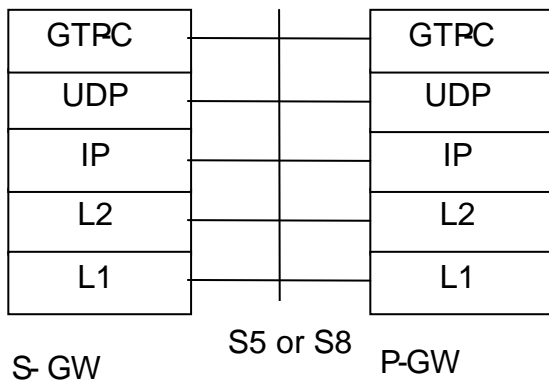 GTP-C GTP-C
UDP UDP
IP IP
L2 L2
L1 L1
S-GW S5 or S8 P-GW